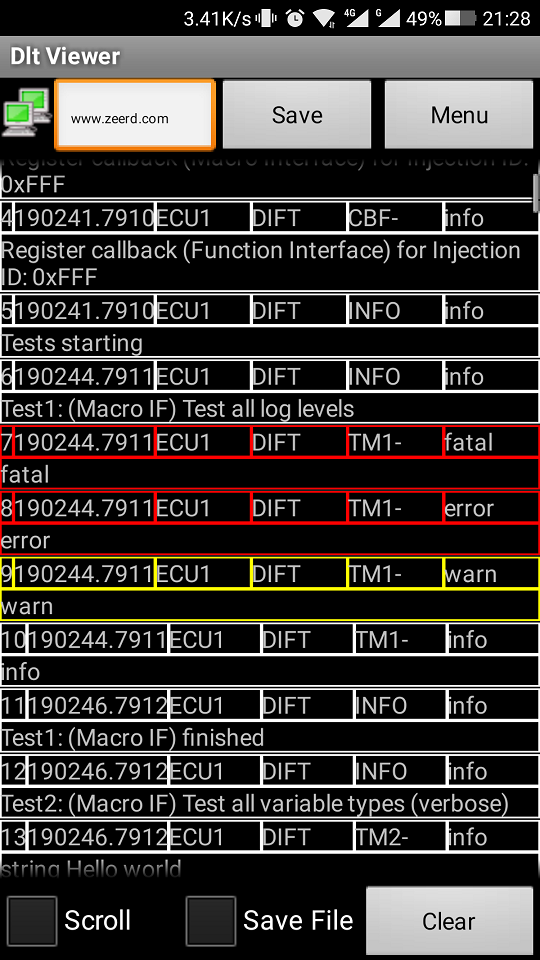 3.41K/s 4G G 49% 21:28
Dlt Viewer
www.zeerd.com Save Menu
Register callback (Macro Interface) for Injection ID:
0xFFF
4 190241.7910 ECU1 DIFT CBF- info
Register callback (Function Interface) for Injection
ID: 0xFFF
5 190241.7910 ECU1 DIFT INFO info
Tests starting
6 190244.7911 ECU1 DIFT INFO info
Test1: (Macro IF) Test all log levels
7 190244.7911 ECU1 DIFT TM1- fatal
fatal
8 190244.7911 ECU1 DIFT TM1- error
error
9 190244.7911 ECU1 DIFT TM1- warn
warn
10 190244.7911 ECU1 DIFT TM1- info
info
11 190246.7912 ECU1 DIFT INFO info
Test1: (Macro IF) finished
12 190246.7912 ECU1 DIFT INFO info
Test2: (Macro IF) Test all variable types (verbose)
13 190246.7912 ECU1 DIFT TM2- info
string Hello world
Scroll Save File Clear